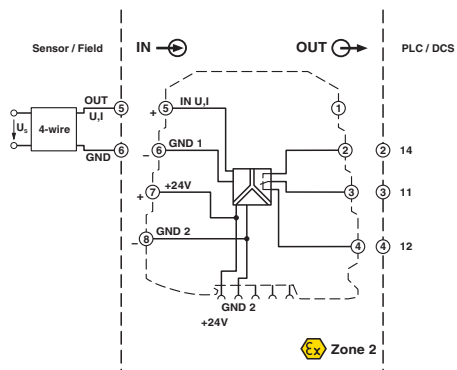 Sensor / Field
IN
OUT
PLC / DCS
OUT
U,I
5
+
5
IN U,I
1
Us
4-wire
GND
6
–
6
GND 1
2
2
14
+
7
+24V
3
3
11
–
8
GND 2
4
4
12
GND 2
+24V
Ex
Zone 2